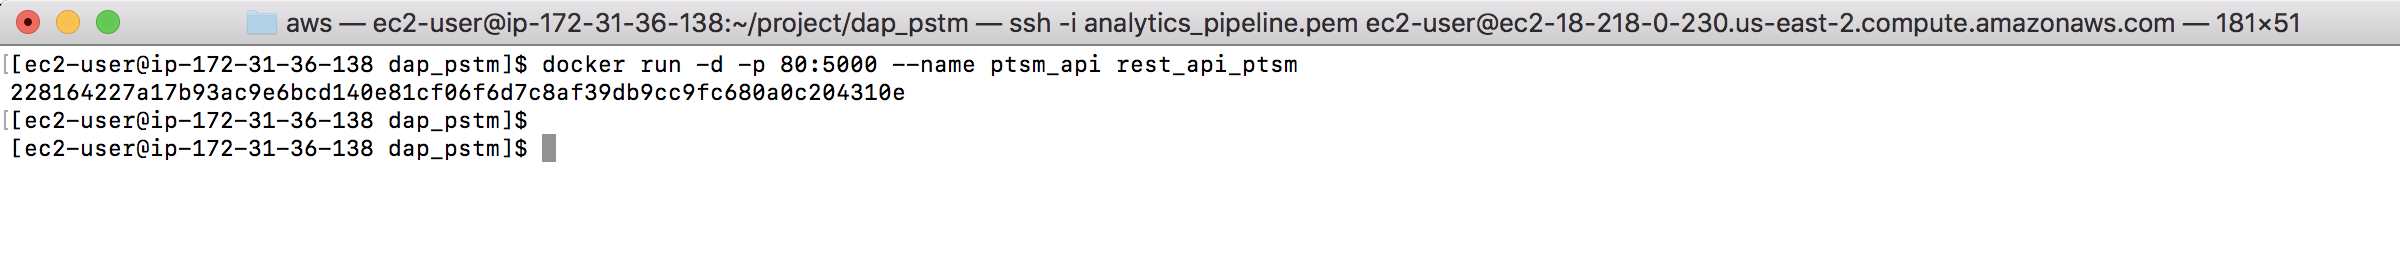 aws — ec2-user@ip-172-31-36-138:~/project/dap_pstm — ssh -i analytics_pipeline.pem ec2-user@ec2-18-218-0-230.us-east-2.compute.amazonaws.com — 181×51
[[ec2-user@ip-172-31-36-138 dap_pstm]$ docker run -d -p 80:5000 --name ptsm_api rest_api_ptsm
228164227a17b93ac9e6bcd140e81cf06f6d7c8af39db9cc9fc680a0c204310e
[[ec2-user@ip-172-31-36-138 dap_pstm]$
[ec2-user@ip-172-31-36-138 dap_pstm]$